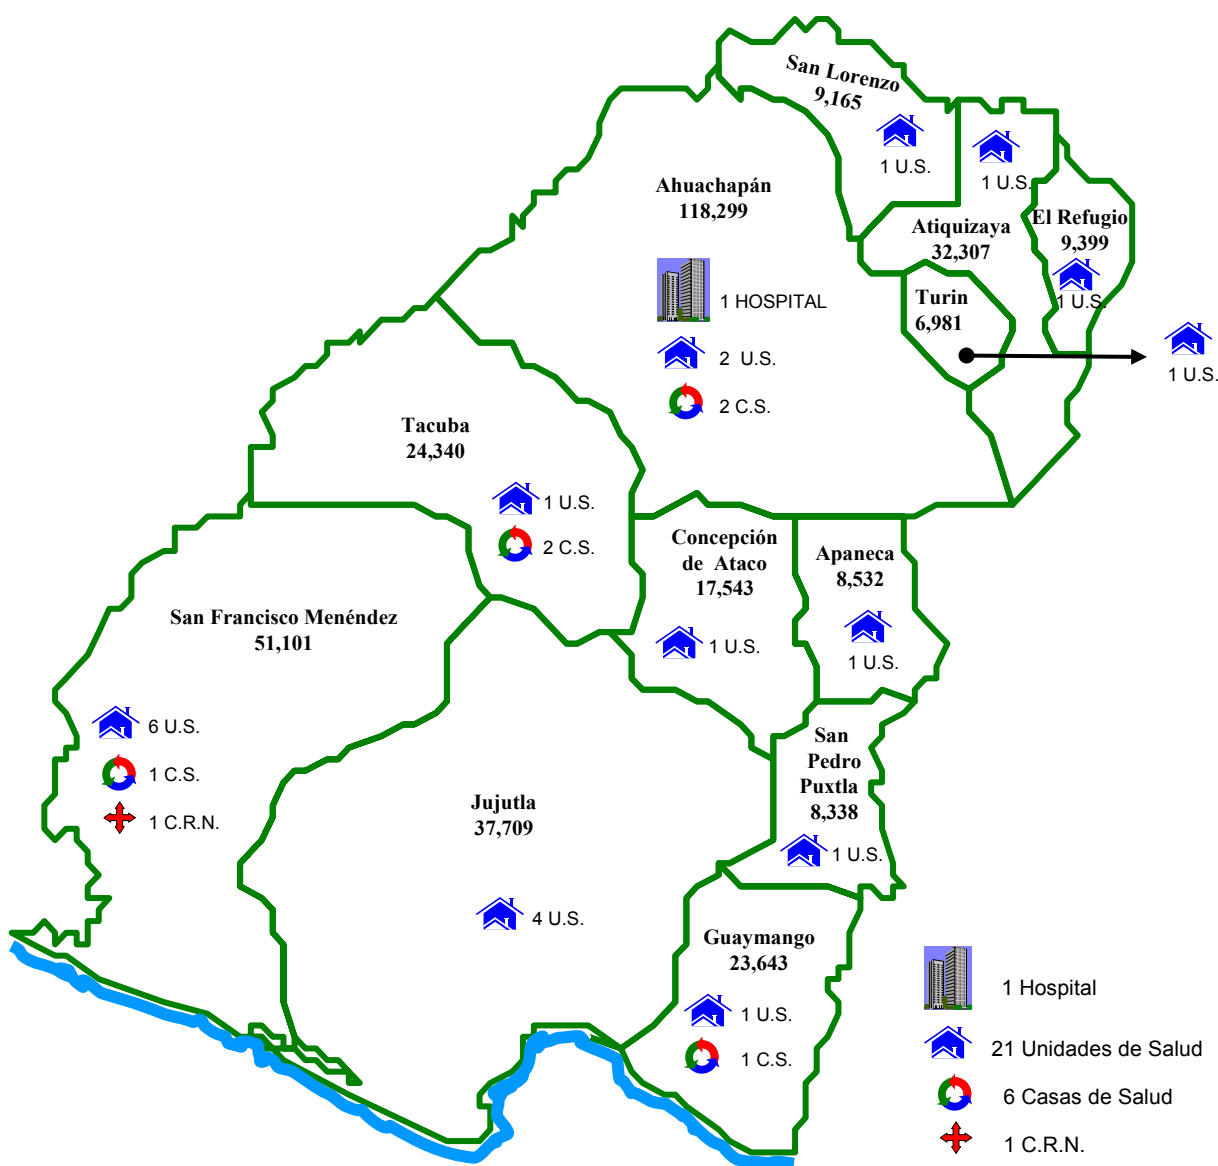 San Lorenzo
9,165
1 U.S.
1 U.S.
Ahuachapán
118,299
1 HOSPITAL
2 U.S.
2 C.S.
Atiquizaya
32,307
El Refugio
9,399
1 U.S.
Turin
6,981
1 U.S.
Tacuba
24,340
1 U.S.
2 C.S.
Concepción
de Ataco
17,543
1 U.S.
Apaneca
8,532
1 U.S.
San Francisco Menéndez
51,101
6 U.S.
1 C.S.
1 C.R.N.
San
Pedro
Puxtla
8,338
1 U.S.
Jujutla
37,709
4 U.S.
Guaymango
23,643
1 U.S.
1 C.S.
1 Hospital
21 Unidades de Salud
6 Casas de Salud
1 C.R.N.